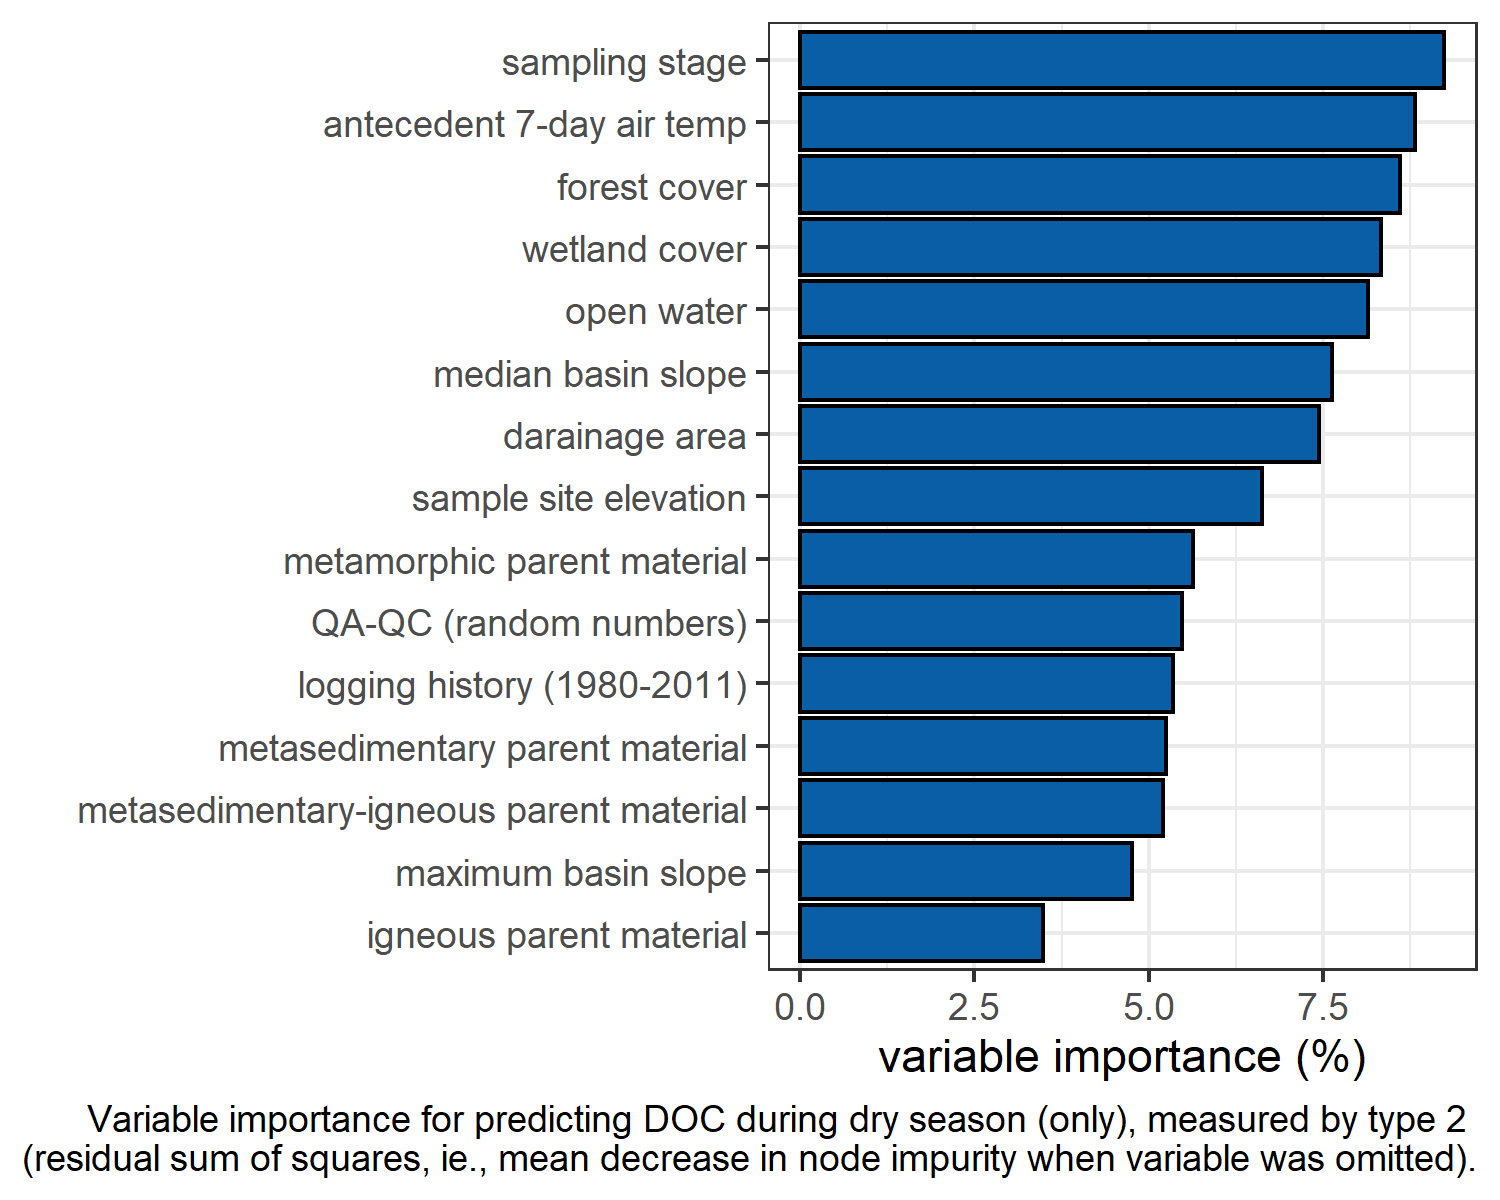 sampling stage
antecedent 7-day air temp
forest cover
wetland cover
open water
median basin slope
darainage area
sample site elevation
metamorphic parent material
QA-QC (random numbers)
logging history (1980-2011)
metasedimentary parent material
metasedimentary-igneous parent material
maximum basin slope
igneous parent material
0.0 2.5 5.0 7.5
variable importance (%)
Variable importance for predicting DOC during dry season (only), measured by type 2
(residual sum of squares, ie., mean decrease in node impurity when variable was omitted).